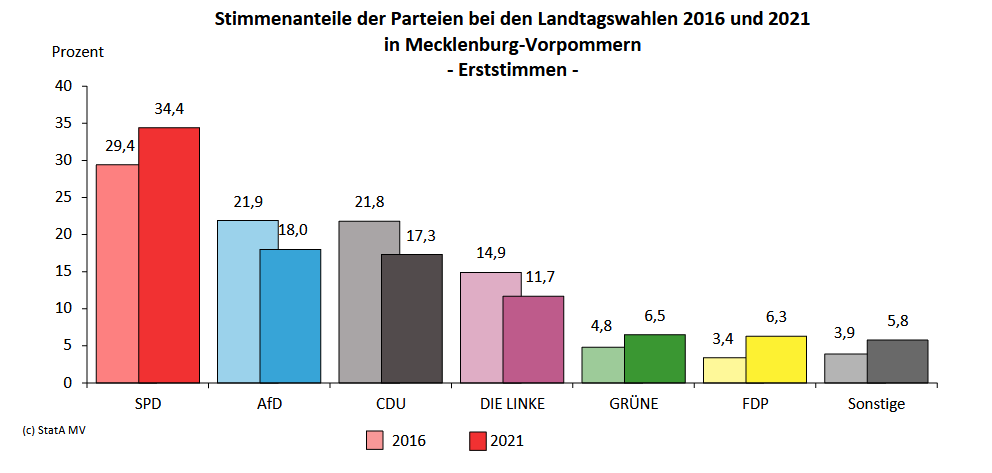 Stimmenanteile der Parteien bei den Landtagswahlen 2016 und 2021
in Mecklenburg-Vorpommern
- Erststimmen -
Prozent
40
35
30
25
20
15
10
5
0
29,4
34,4
21,9
18,0
21,8
17,3
14,9
11,7
4,8
6,5
3,4
6,3
3,9
5,8
SPD
AfD
CDU
DIE LINKE
GRÜNE
FDP
Sonstige
(c) StatA MV
2016
2021